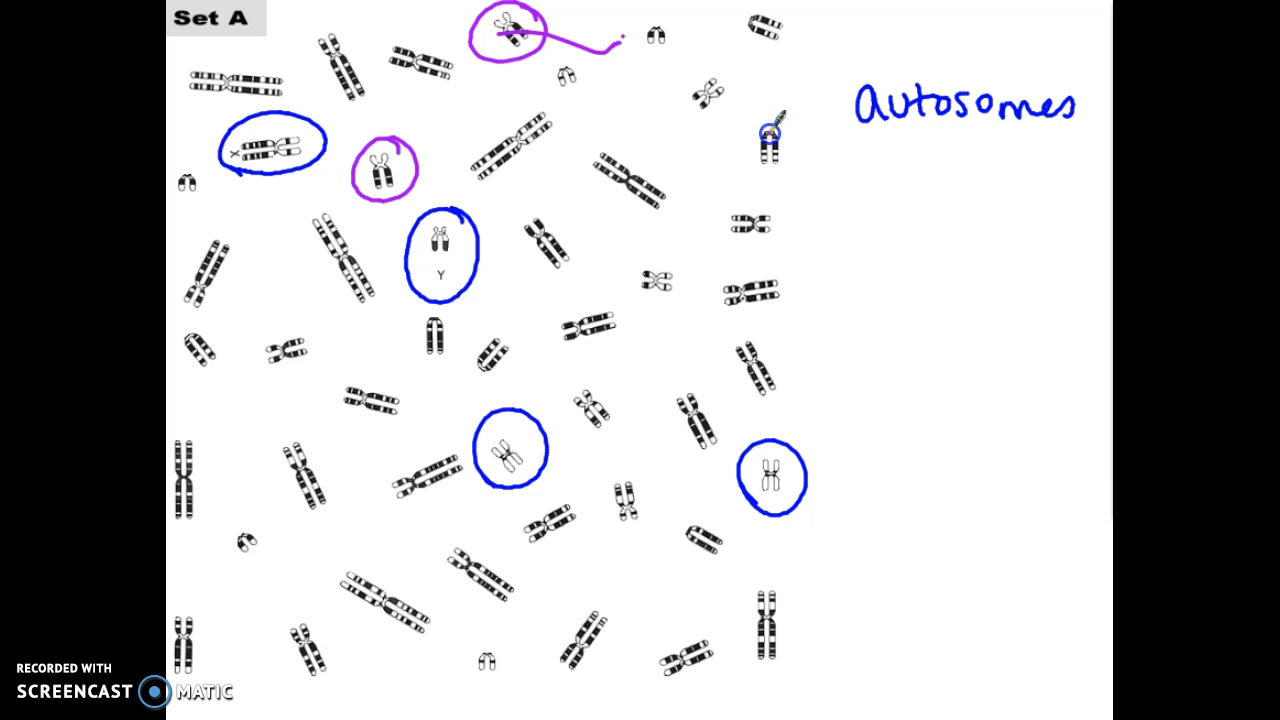 Set A
autosomes
X
Y
RECORDED WITH
SCREENCAST MATIC